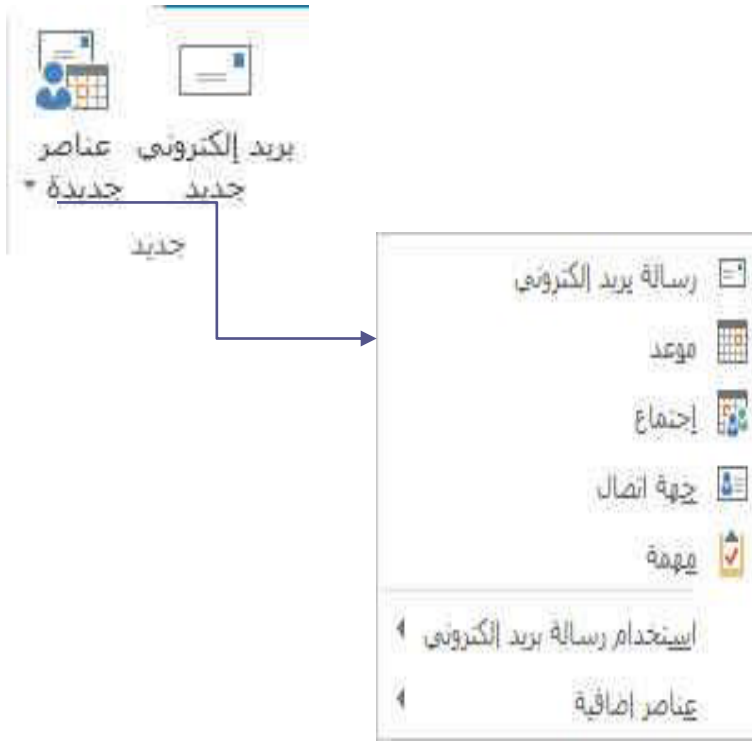 بريد إلكتروني
جديد
عناصر
جديدة
جديد
رسالة بريد إلكتروني
موعد
إجتماع
جهة اتصال
مهمة
استخدام رسالة بريد إلكتروني
عناصر إضافية